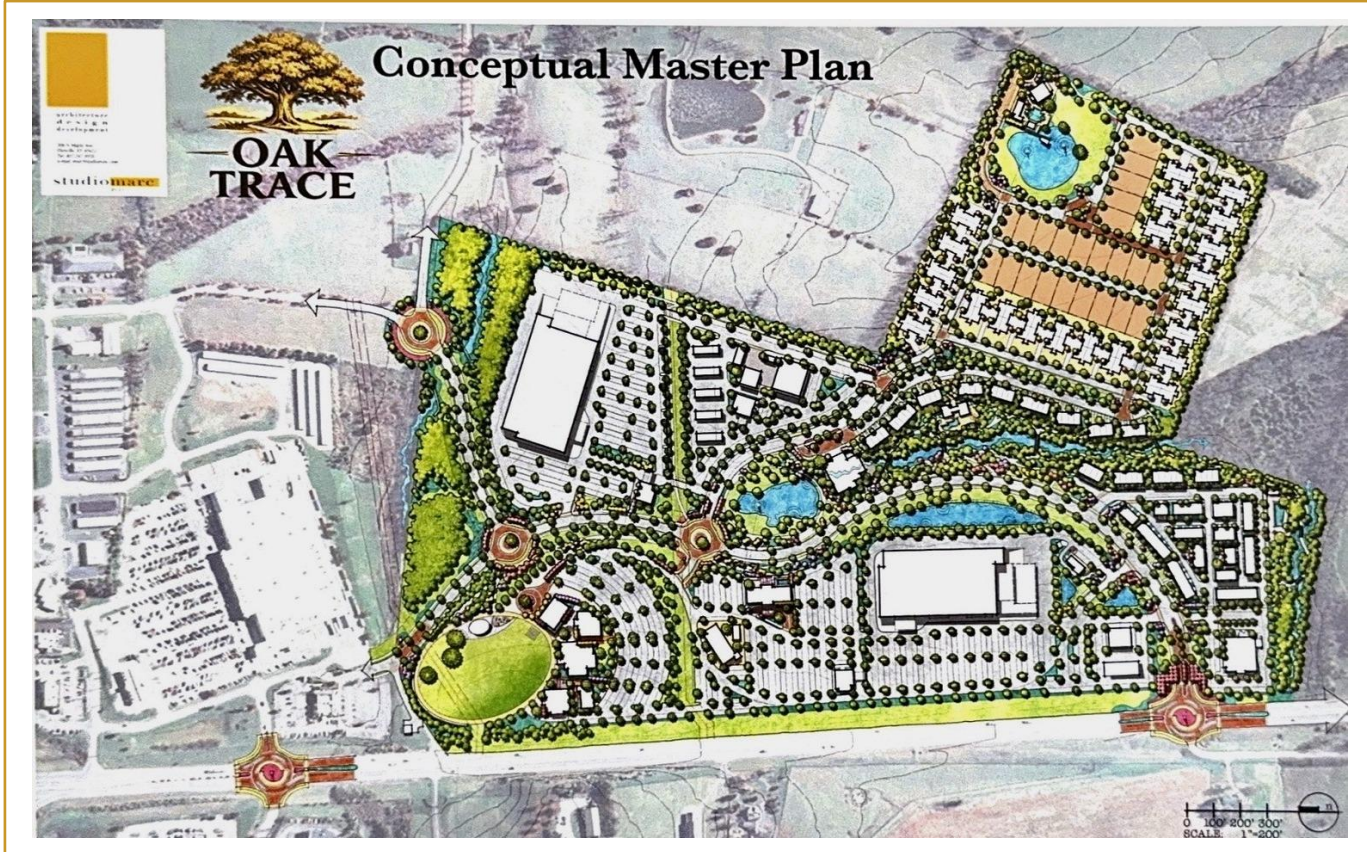 Conceptual Master Plan
OAK
TRACE
architecture
design
development
studiomarc
n
0 100' 200' 300'
SCALE: 1"=200'